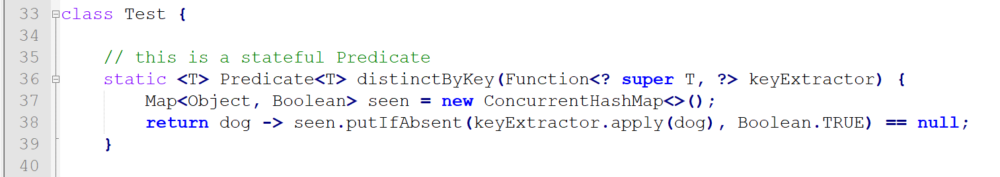 33 class Test {
34
35 // this is a stateful Predicate
36 static <T> Predicate<T> distinctByKey(Function<? super T, ?> keyExtractor) {
37 Map<Object, Boolean> seen = new ConcurrentHashMap<>();
38 return dog -> seen.putIfAbsent(keyExtractor.apply(dog), Boolean.TRUE) == null;
39 }
40